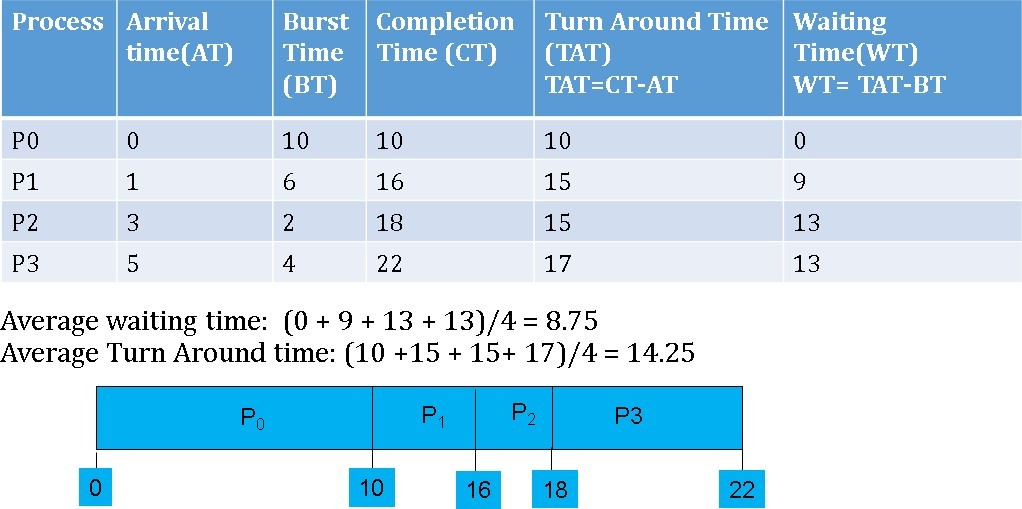 Process Arrival time(AT) Burst Time (BT) Completion Time (CT) Turn Around Time (TAT) TAT=CT-AT Waiting Time(WT) WT= TAT-BT
P0 0 10 10 10 0
P1 1 6 16 15 9
P2 3 2 18 15 13
P3 5 4 22 17 13
Average waiting time: (0 + 9 + 13 + 13)/4 = 8.75
Average Turn Around time: (10 +15 + 15+ 17)/4 = 14.25
P0 P1 P2 P3
0 10 16 18 22